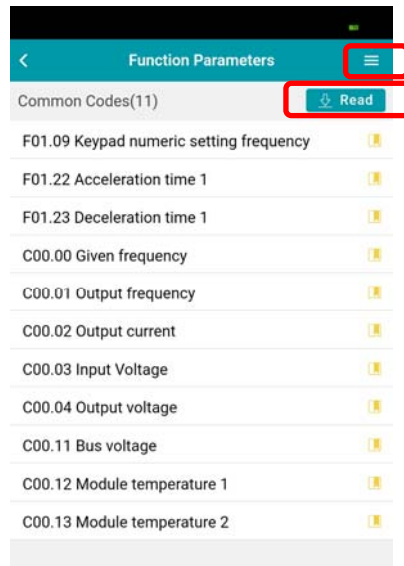 Function Parameters
Common Codes(11)
Read
F01.09 Keypad numeric setting frequency
F01.22 Acceleration time 1
F01.23 Deceleration time 1
C00.00 Given frequency
C00.01 Output frequency
C00.02 Output current
C00.03 Input Voltage
C00.04 Output voltage
C00.11 Bus voltage
C00.12 Module temperature 1
C00.13 Module temperature 2